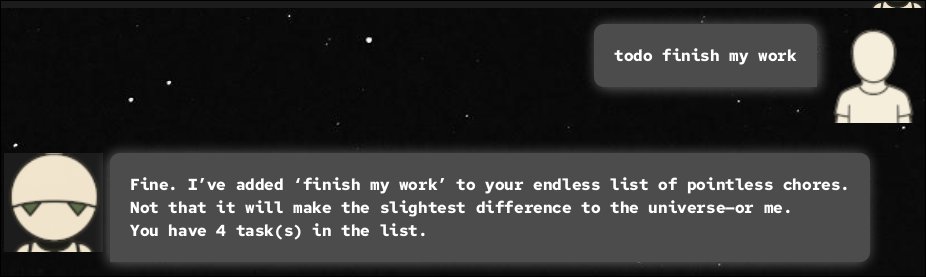 todo finish my work
Fine. I’ve added ‘finish my work’ to your endless list of pointless chores.
Not that it will make the slightest difference to the universe—or me.
You have 4 task(s) in the list.